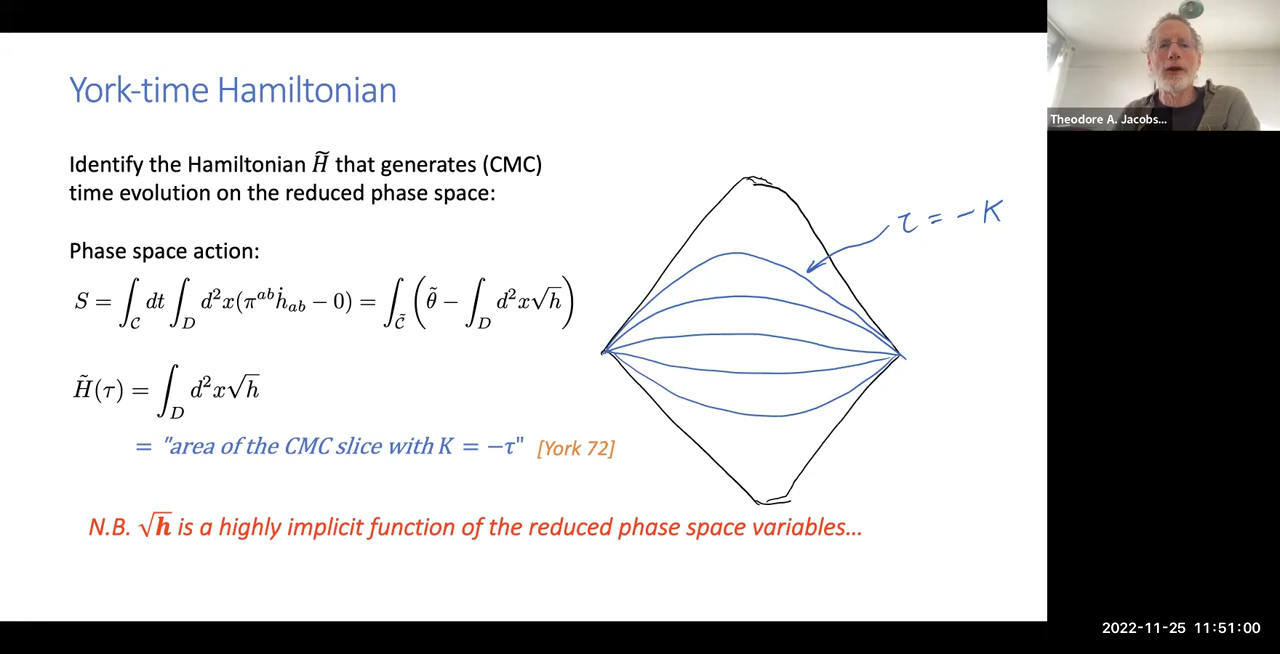 York-time Hamiltonian
Identify the Hamiltonian H̃ that generates (CMC)
time evolution on the reduced phase space:
Phase space action:
S = ∫_C dt ∫_D d²x(π^{ab}ḣ_{ab} − 0) = ∫_{C̃} (θ̃ − ∫_D d²x√h)
H̃(τ) = ∫_D d²x√h
= "area of the CMC slice with K = −τ" [York 72]
N.B. √h is a highly implicit function of the reduced phase space variables…
τ = −K
Theodore A. Jacobs...
2022-11-25 11:51:00